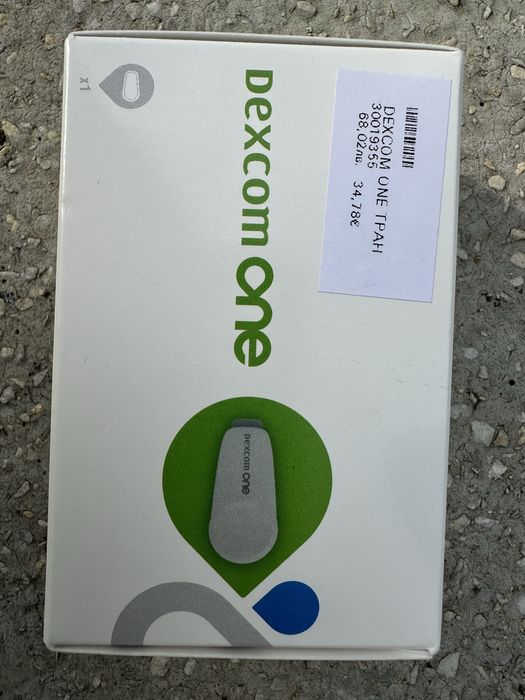 x1
Dexcom ONE
DEXCOM ONE ТРАН
30019355
68,02лв. 34,78€
Dexcom ONE